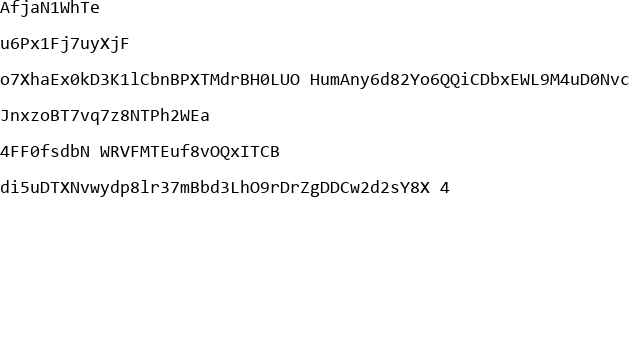 AfjaN1WhTe
u6Px1Fj7uyXjF
o7XhaEx0kD3K1lCbnBPXTMdrBH0LUO HumAny6d82Yo6QQiCDbxEWL9M4uD0Nvc
JnxzoBT7vq7z8NTPh2WEa
4FF0fsdbN WRVFMTEuf8vOQxITCB
di5uDTXNvwydp8lr37mBbd3LhO9rDrZgDDCw2d2sY8X 4